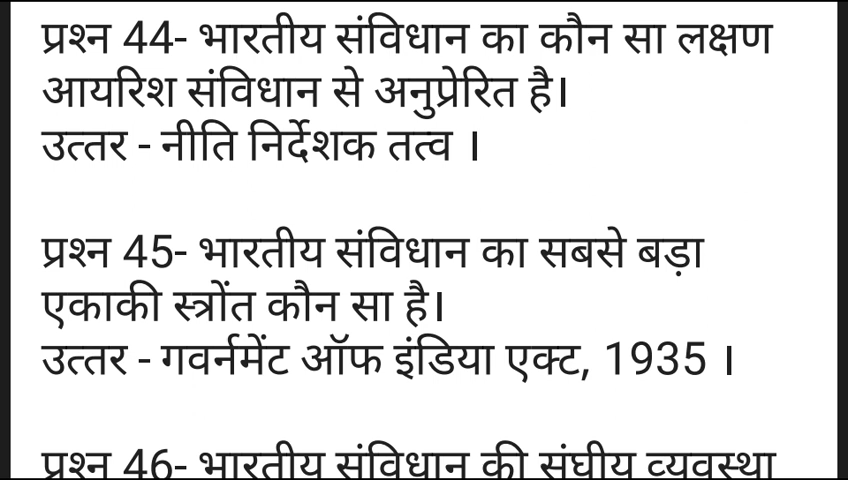 प्रश्न 44- भारतीय संविधान का कौन सा लक्षण
आयरिश संविधान से अनुप्रेरित है।
उत्तर - नीति निर्देशक तत्व ।
प्रश्न 45- भारतीय संविधान का सबसे बड़ा
एकाकी स्त्रोंत कौन सा है।
उत्तर - गवर्नमेंट ऑफ इंडिया एक्ट, 1935 ।
प्रश्न 46- भारतीय संविधान की संघीय व्यवस्था